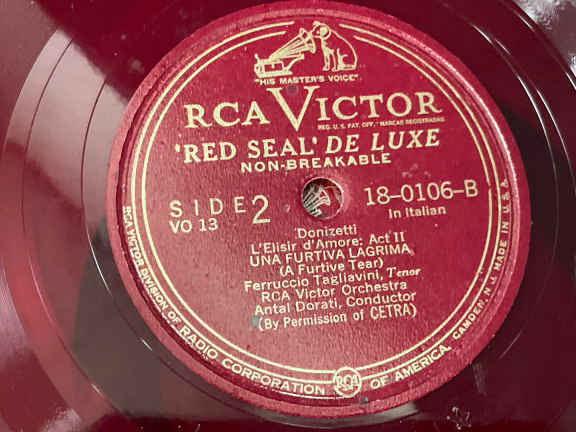 "HIS MASTER'S VOICE"
RCA VICTOR
REG. U.S. PAT. OFF., MARCAS REGISTRADAS
'RED SEAL' DE LUXE
NON-BREAKABLE
SIDE 2
VO 13
18-0106-B
In Italian
Donizetti
L'Elisir d'Amore: Act II
UNA FURTIVA LAGRIMA
(A Furtive Tear)
Ferruccio Tagliavini, Tenor
RCA Victor Orchestra
Antal Dorati, Conductor
(By Permission of CETRA)
RCA VICTOR DIVISION OF RADIO CORPORATION RCA OF AMERICA, CAMDEN, N.J. MADE IN U.S.A.